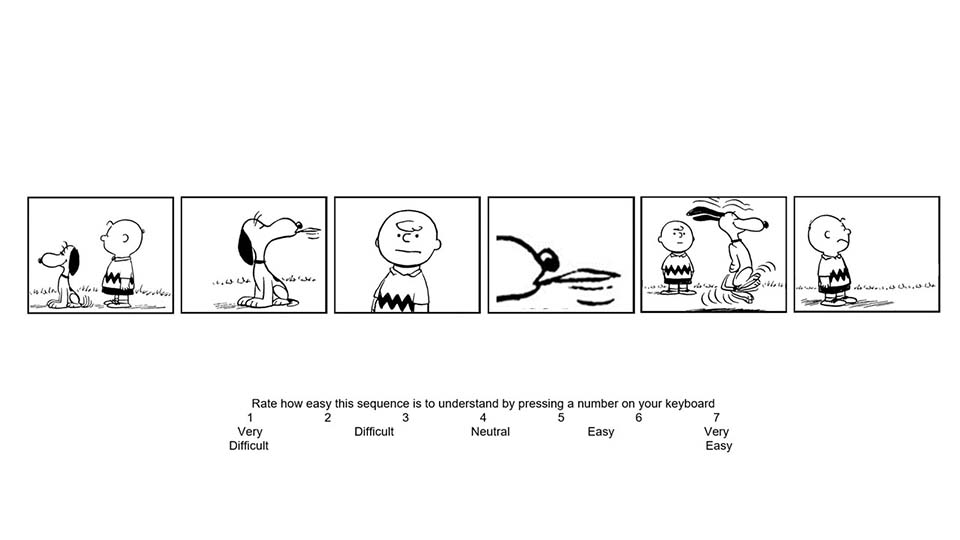 Rate how easy this sequence is to understand by pressing a number on your keyboard
1 2 3 4 5 6 7
Very Difficult Neutral Easy Very
Difficult Easy